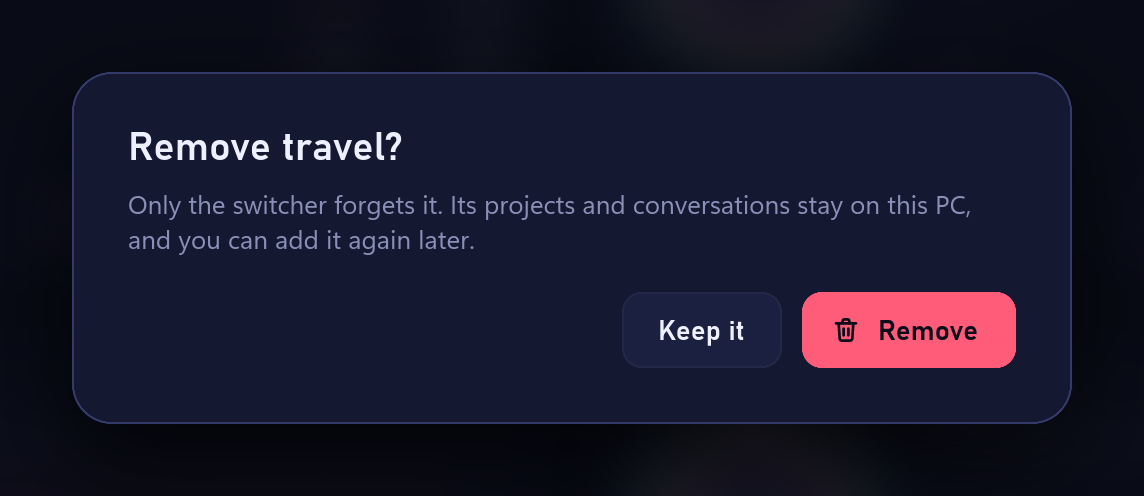 Remove travel?
Only the switcher forgets it. Its projects and conversations stay on this PC,
and you can add it again later.
Keep it
Remove